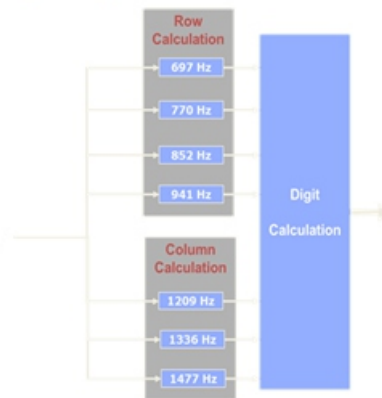 Row
Calculation
697 Hz
770 Hz
852 Hz
941 Hz
Column
Calculation
1209 Hz
1336 Hz
1477 Hz
Digit
Calculation